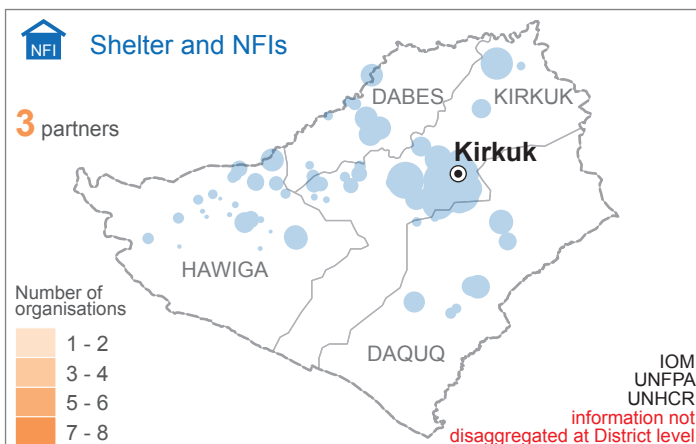 NFI
Shelter and NFIs
3 partners
DABES
KIRKUK
Kirkuk
HAWIGA
DAQUQ
Number of
organisations
1 - 2
3 - 4
5 - 6
7 - 8
IOM
UNFPA
UNHCR
information not
disaggregated at District level